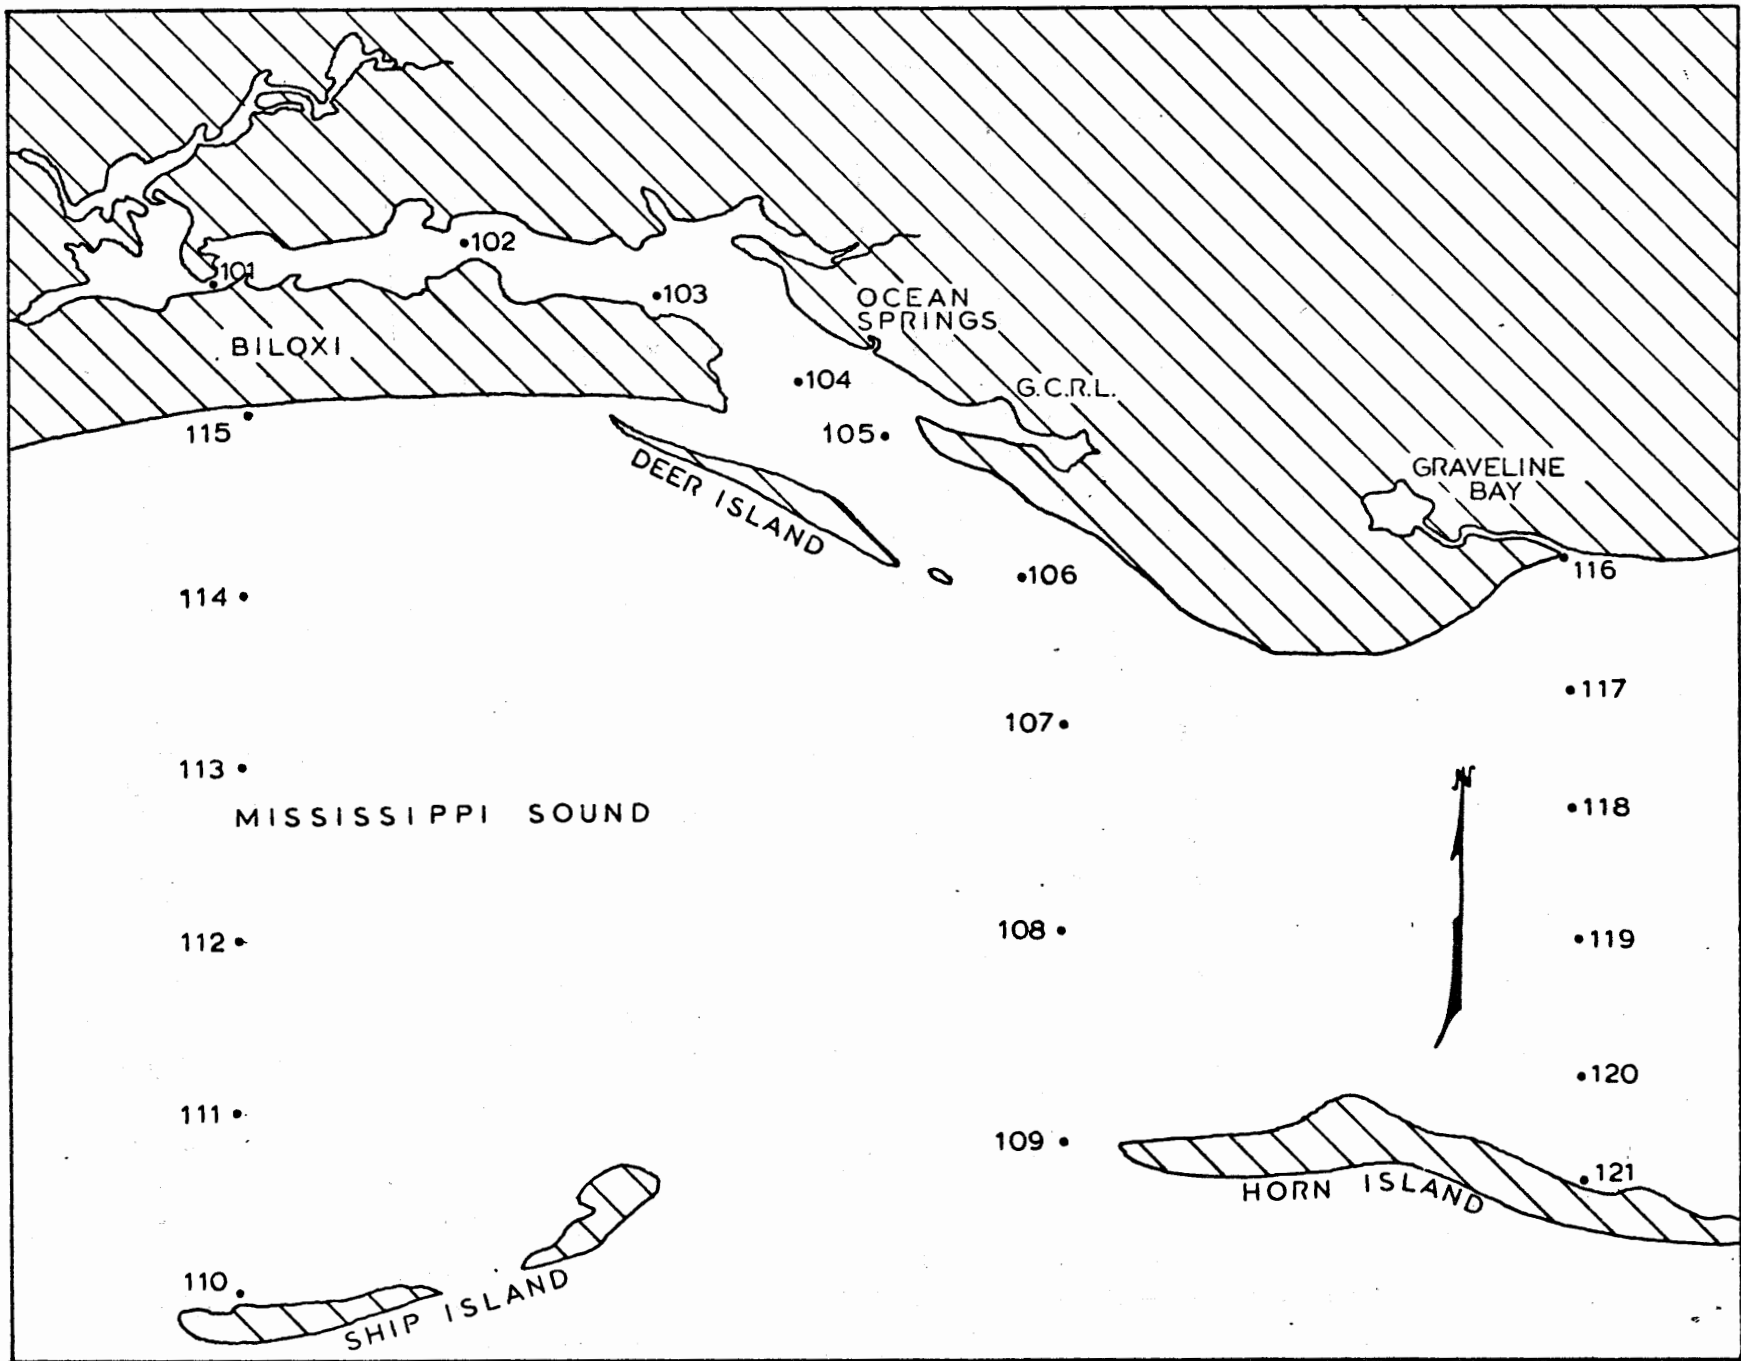 102
101
103
OCEAN
SPRINGS
BILOXI
104
G.C.R.L.
115
105
DEER ISLAND
GRAVELINE
BAY
106
116
114
117
107
113
N
118
MISSISSIPPI SOUND
108
119
112
120
111
109
121
HORN ISLAND
110
SHIP ISLAND